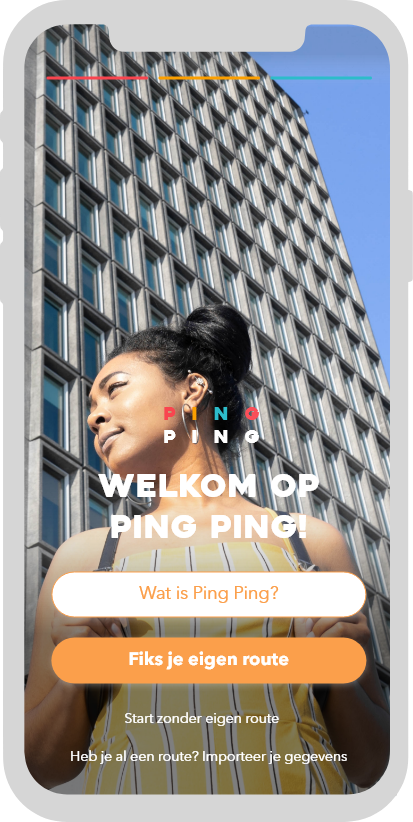 PING
PING
WELKOM OP
PING PING!
Wat is Ping Ping?
Fiks je eigen route
Start zonder eigen route
Heb je al een route? Importeer je gegevens